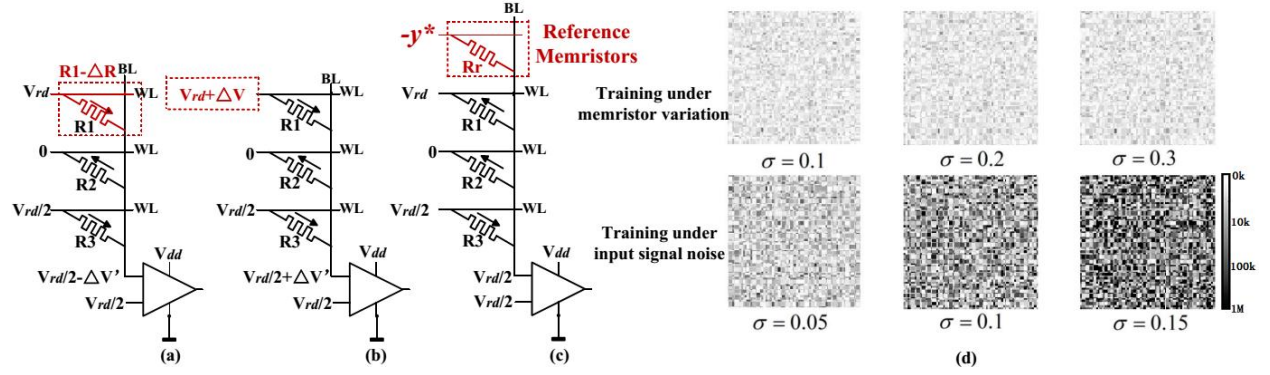 R1-△R
BL
Vrd
WL
R1
0
WL
R2
Vrd/2
WL
R3
Vdd
Vrd/2-△V'
Vrd/2
(a)
Vrd+△V
BL
WL
R1
0
WL
R2
Vrd/2
WL
R3
Vdd
Vrd/2+△V'
Vrd/2
(b)
BL
-y*
Reference
Memristors
Rr
Vrd
WL
R1
0
WL
R2
Vrd/2
WL
R3
Vdd
Vrd/2
Vrd/2
(c)
Training under
memristor variation
σ = 0.1
σ = 0.2
σ = 0.3
Training under
input signal noise
0k
10k
100k
1M
σ = 0.05
σ = 0.1
σ = 0.15
(d)